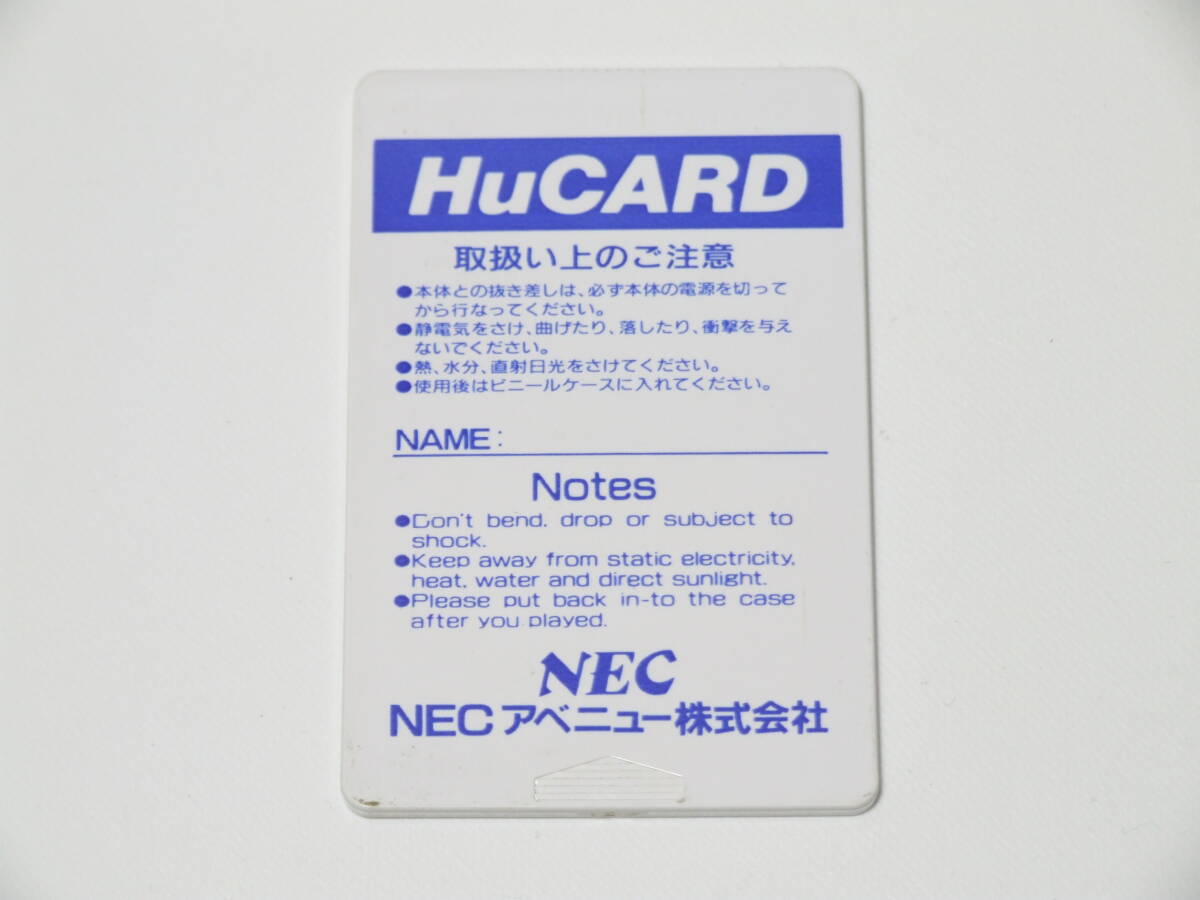 HuCARD
取扱い上のご注意
●本体との抜き差しは、必ず本体の電源を切って
から行なってください。
●静電気をさけ、曲げたり、落したり、衝撃を与え
ないでください。
●熱、水分、直射日光をさけてください。
●使用後はビニールケースに入れてください。
NAME:
Notes
●Don't bend, drop or subject to
shock.
●Keep away from static electricity,
heat, water and direct sunlight.
●Please put back in-to the case
after you played.
NEC
NECアベニュー株式会社